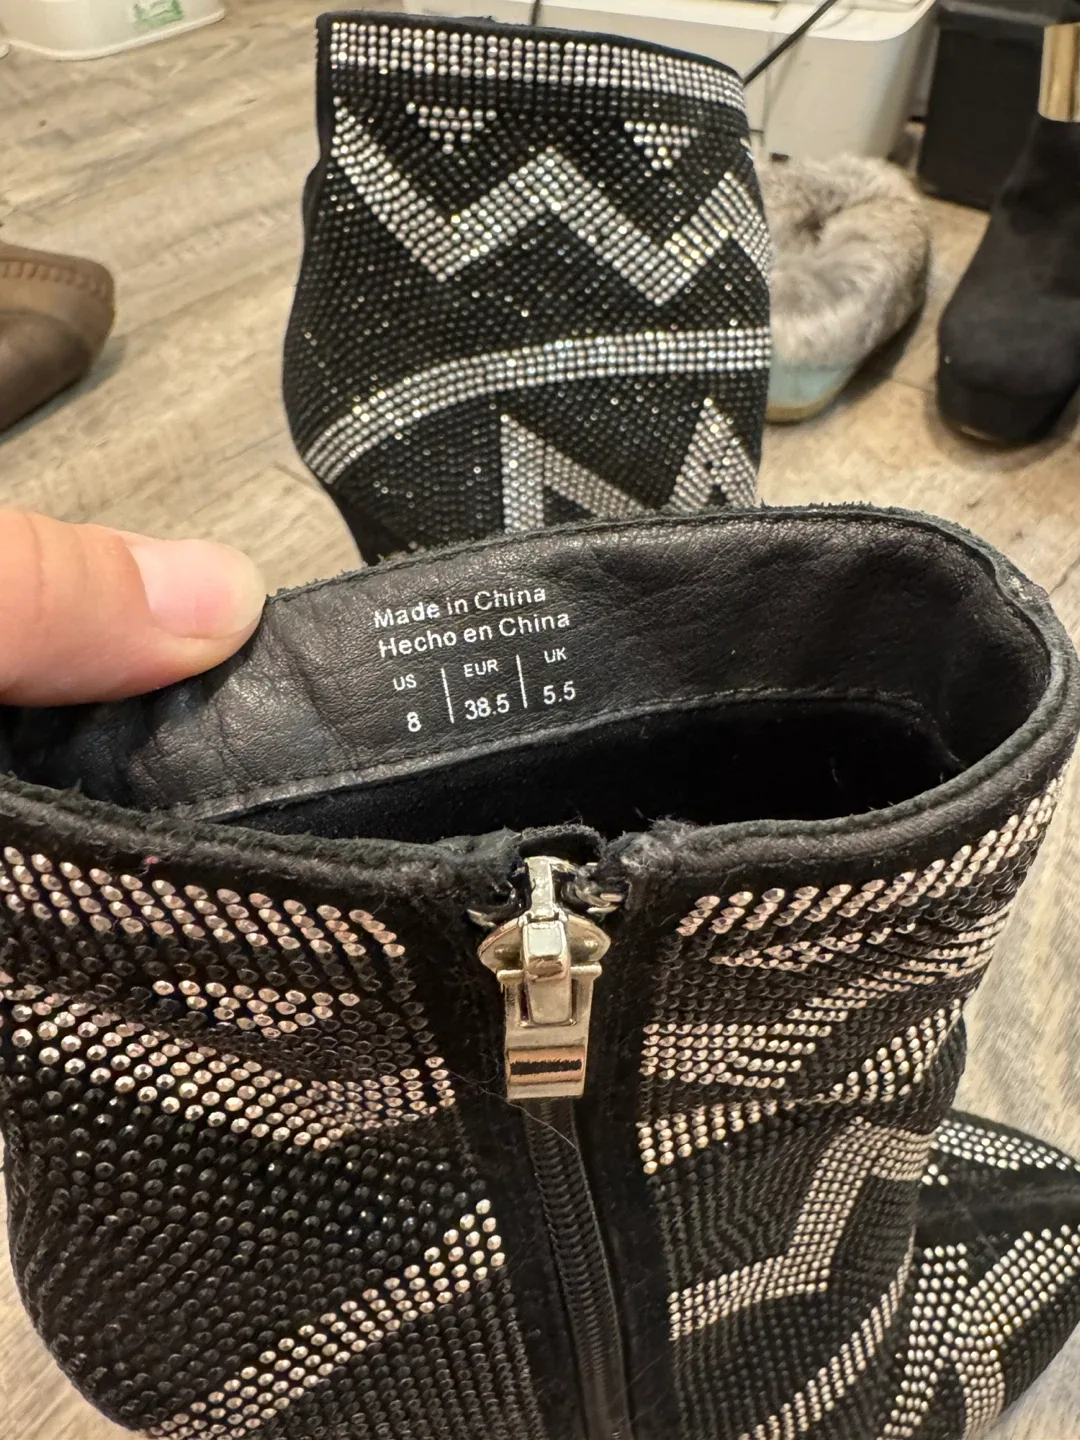 Made in China
Hecho en China
US | EUR | UK
8 | 38.5 | 5.5